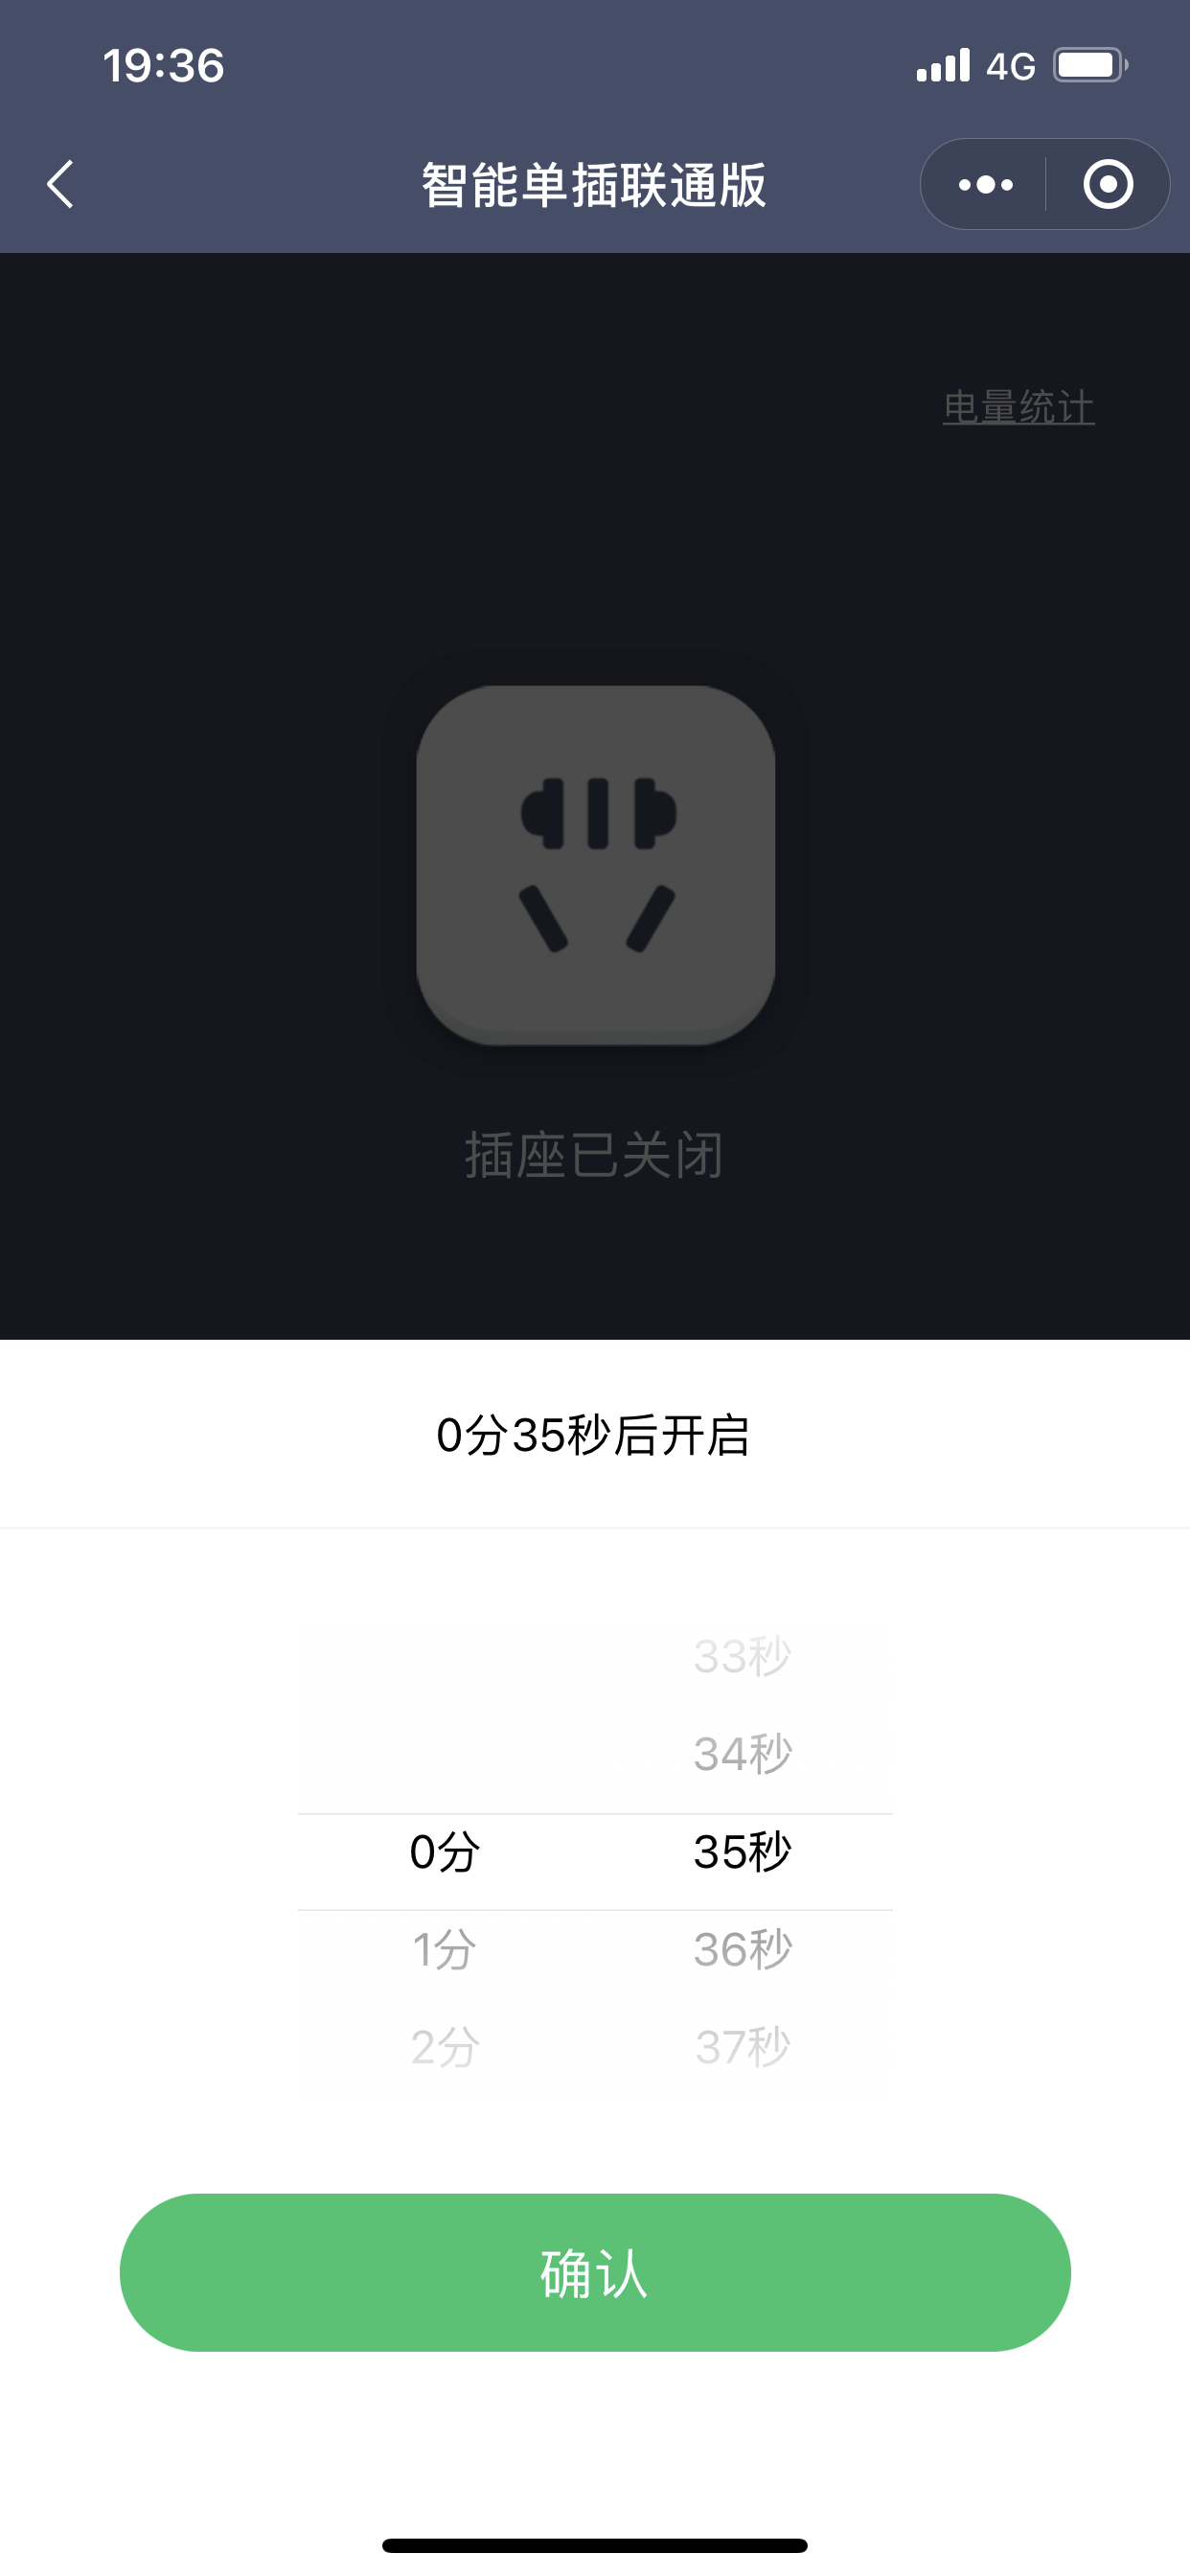 19:36
4G
智能单插联通版
电量统计
插座已关闭
0分35秒后开启
33秒
34秒
0分 35秒
1分 36秒
2分 37秒
确认